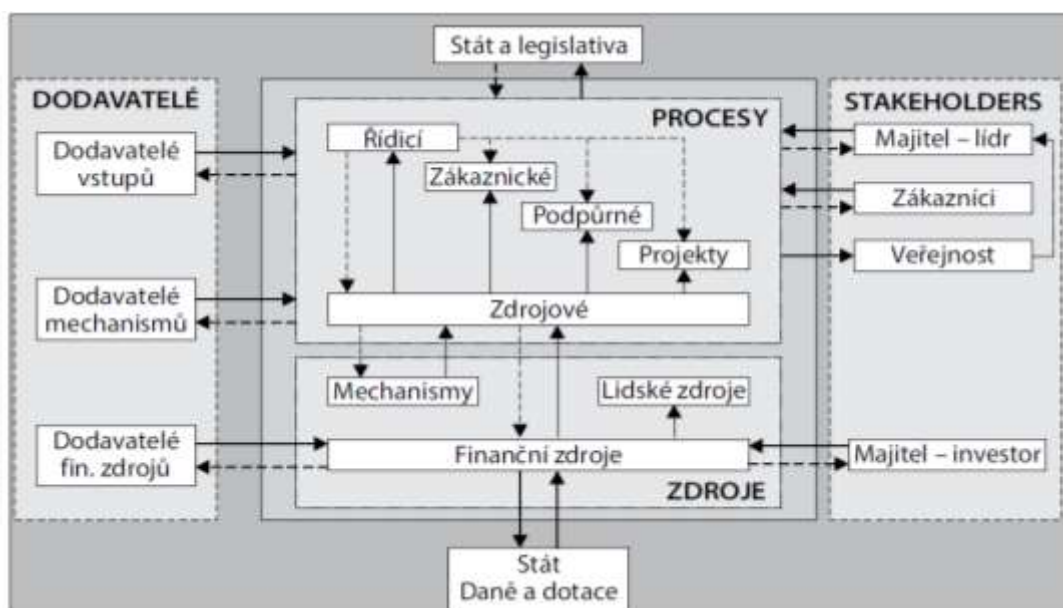 Stát a legislativa
DODAVATELÉ
Dodavatelé
vstupů
Dodavatelé
mechanismů
Dodavatelé
fin. zdrojů
PROCESY
Řídicí
Zákaznické
Podpůrné
Projekty
Zdrojové
Mechanismy
Lidské zdroje
Finanční zdroje
ZDROJE
STAKEHOLDERS
Majitel – lídr
Zákazníci
Veřejnost
Majitel – investor
Stát
Daně a dotace